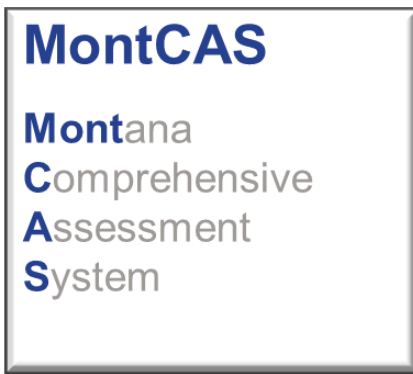 MontCAS
Montana
Comprehensive
Assessment
System